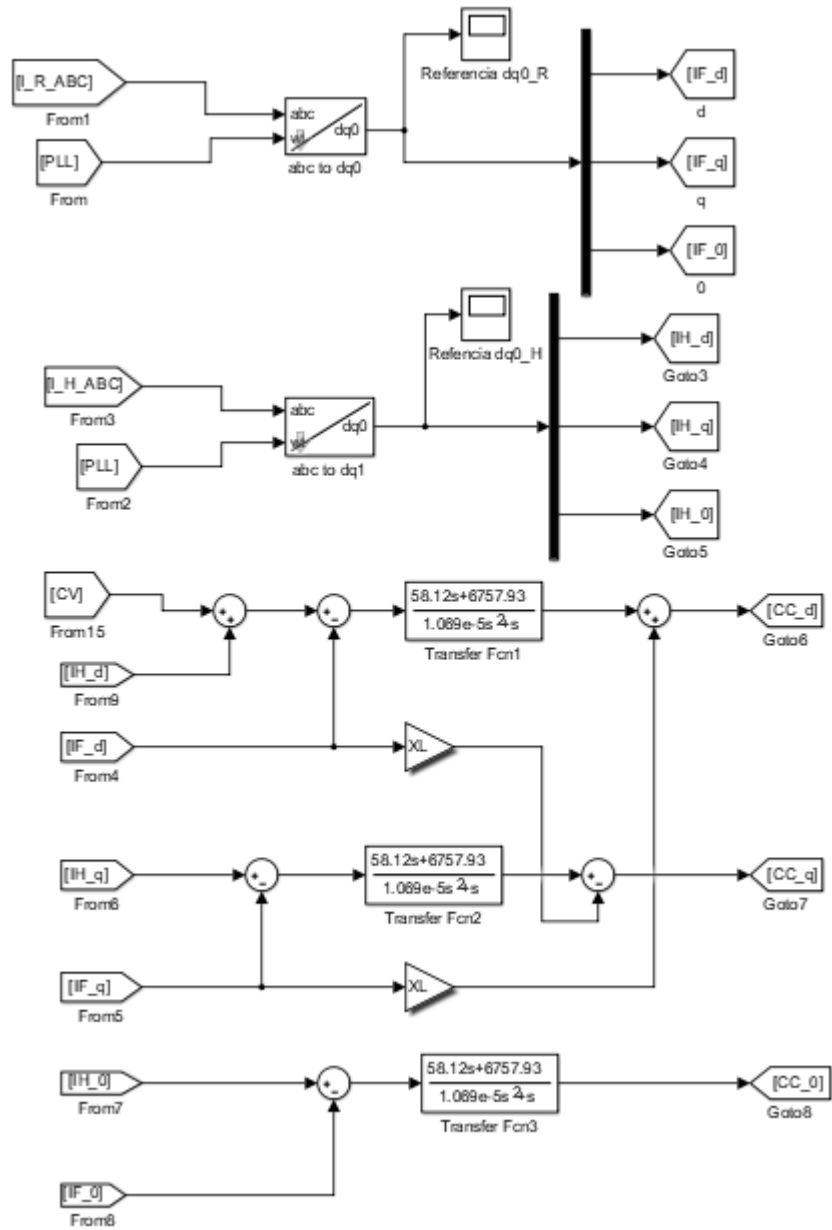 [I_R_ABC]
From1
[PLL]
From
abc
dq0
abc to dq0
Referencia dq0_R
[IF_d]
d
[IF_q]
q
[IF_0]
0
[I_H_ABC]
From3
[PLL]
From2
abc
dq0
abc to dq1
Refencia dq0_H
[IH_d]
Goto3
[IH_q]
Goto4
[IH_0]
Goto5
[CV]
From15
[IH_d]
From9
58.12s+6757.93
1.069e-5s
Transfer Fcn1
[CC_d]
Goto6
[IF_d]
From4
XL
[IH_q]
From6
58.12s+6757.93
1.069e-5s
Transfer Fcn2
[CC_q]
Goto7
[IF_q]
From5
XL
[IH_0]
From7
58.12s+6757.93
1.069e-5s
Transfer Fcn3
[CC_0]
Goto8
[IF_0]
From8